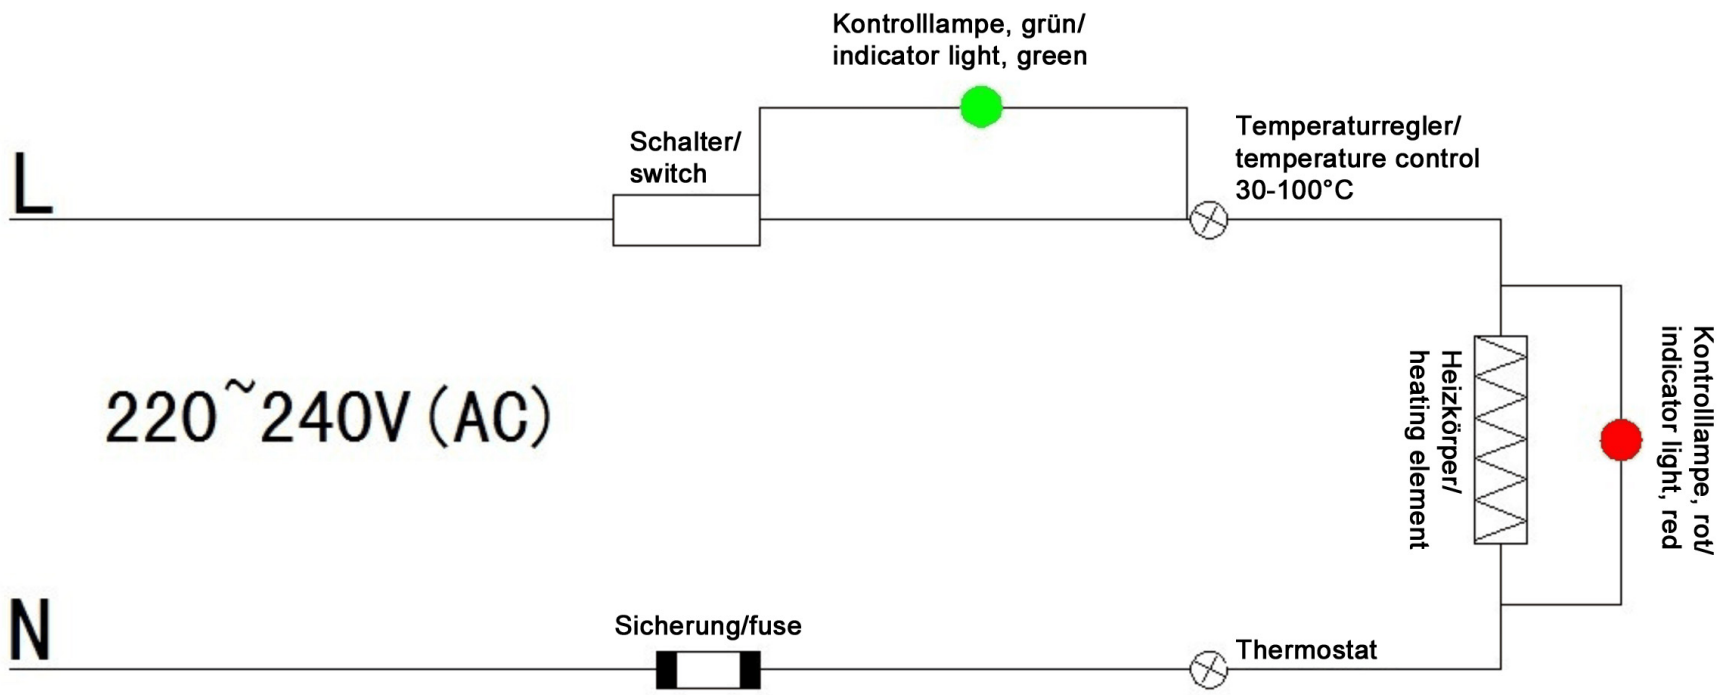 Kontrolllampe, grün/
indicator light, green
Schalter/
switch
Temperaturregler/
temperature control
30-100°C
L
220~240V(AC)
Heizkörper/
heating element
Kontrolllampe, rot/
indicator light, red
N
Sicherung/fuse
Thermostat